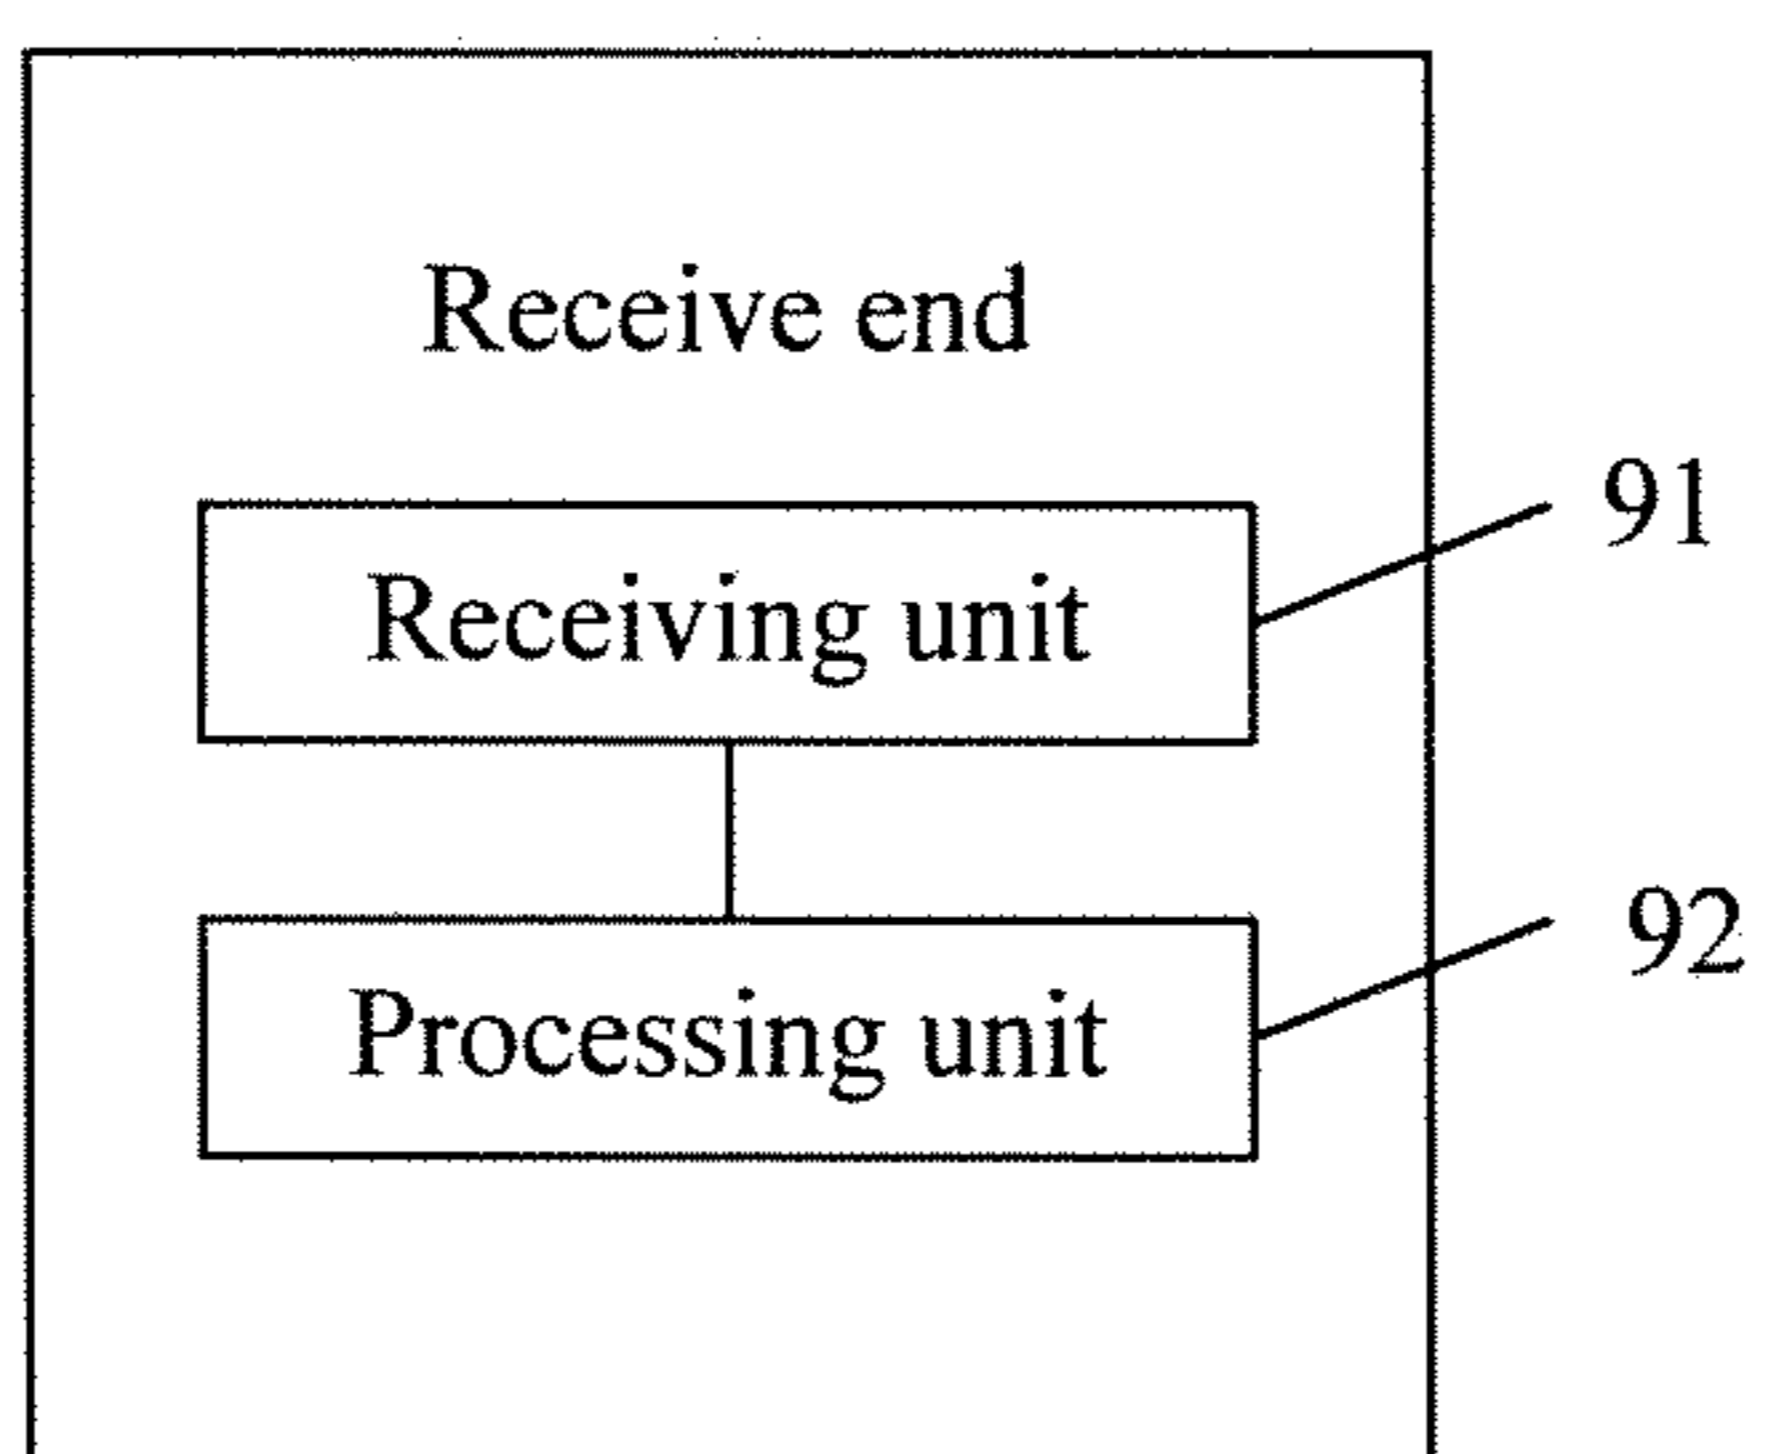 Receive end
Receiving unit
91
Processing unit
92